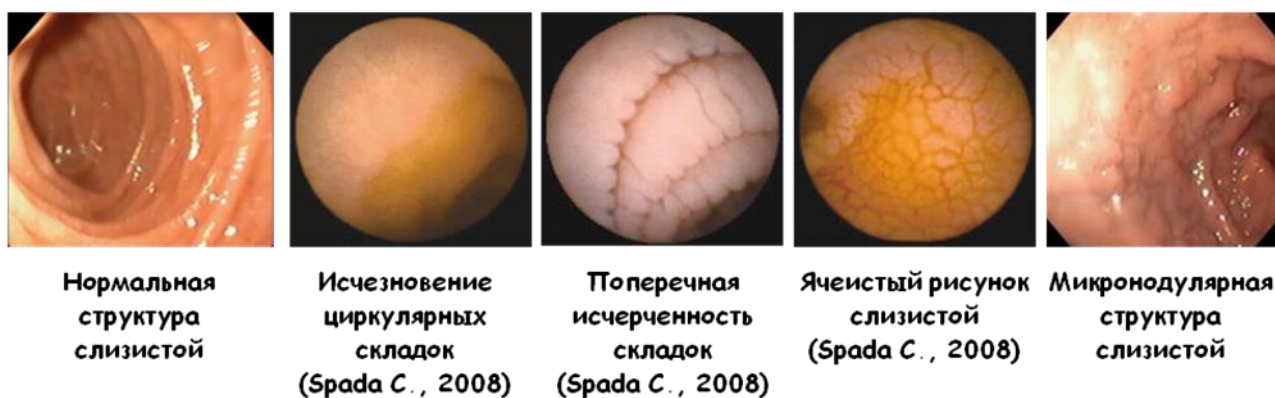 Нормальная
структура
слизистой
Исчезновение
циркулярных
складок
(Spada C., 2008)
Поперечная
исчерченность
складок
(Spada C., 2008)
Ячеистый рисунок
слизистой
(Spada C., 2008)
Микронодулярная
структура
слизистой